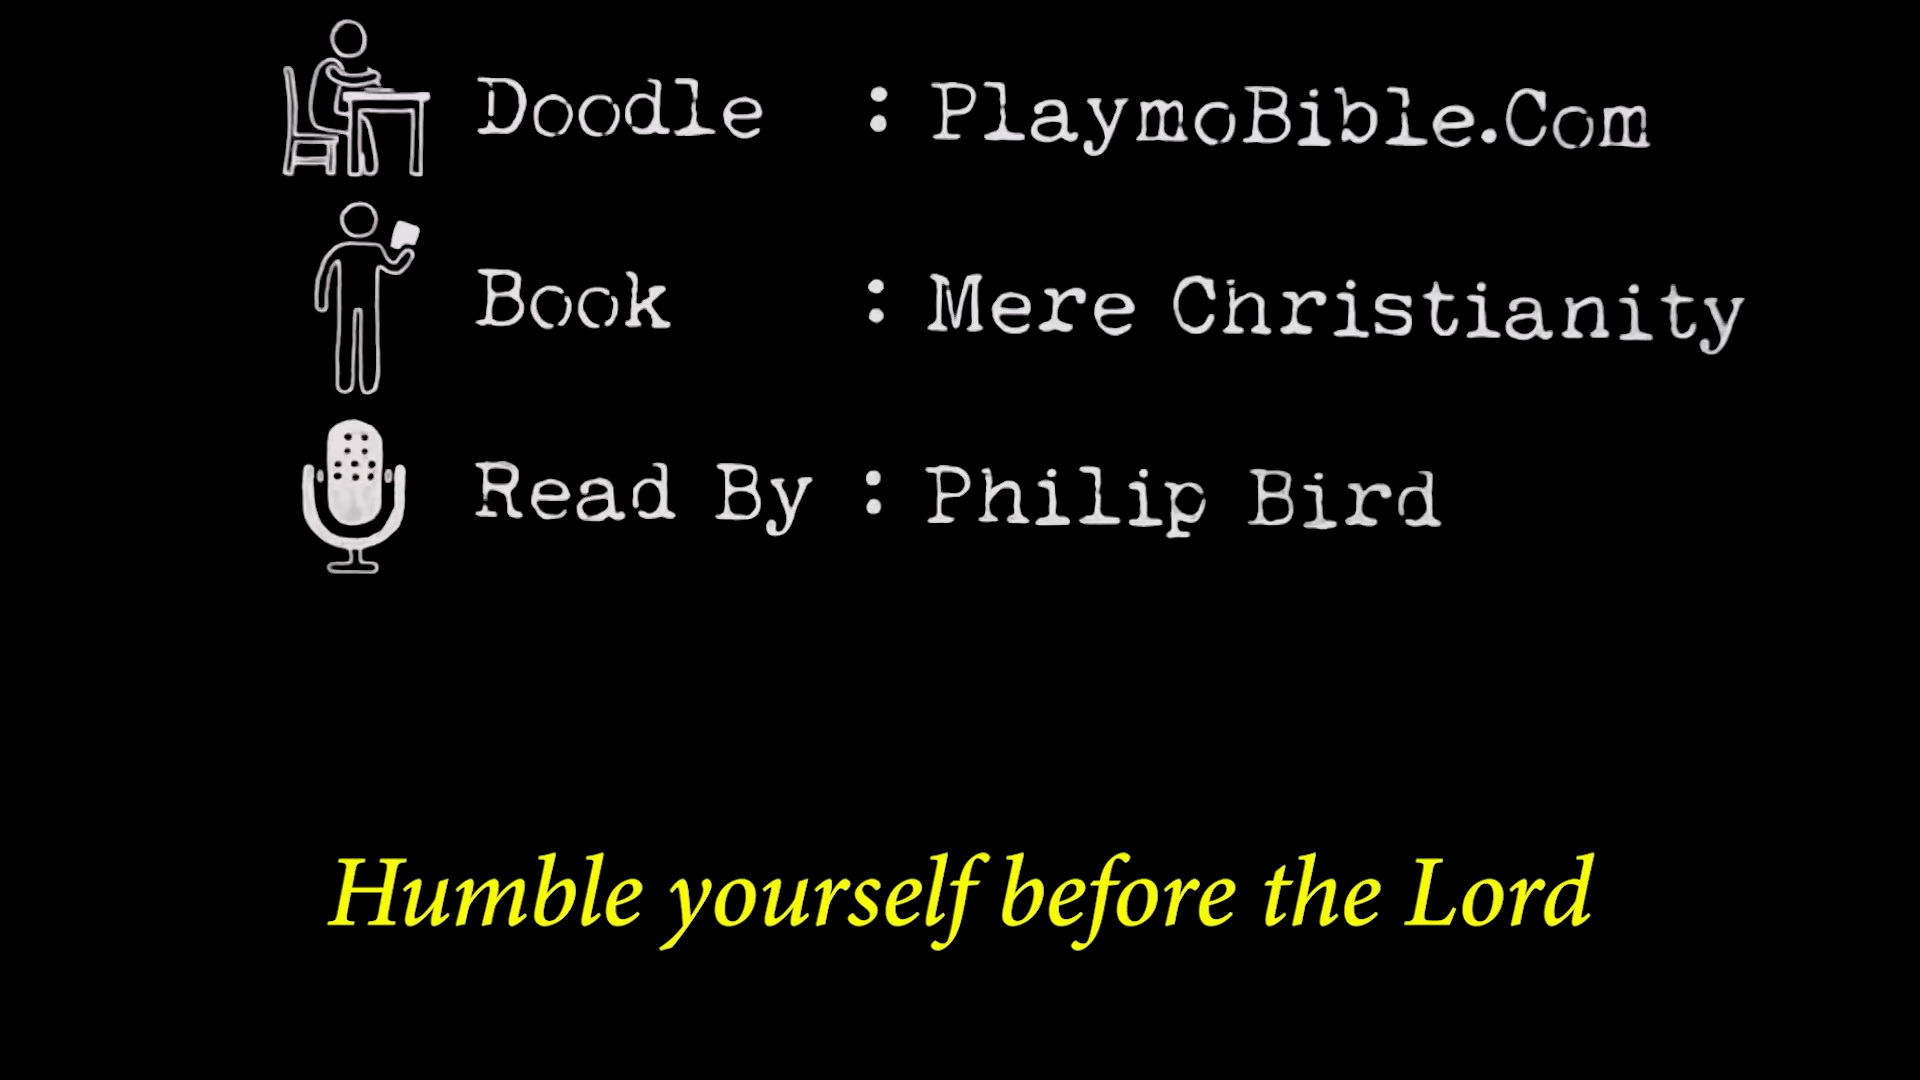 Doodle : PlaymoBible.Com
Book : Mere Christianity
Read By : Philip Bird
Humble yourself before the Lord